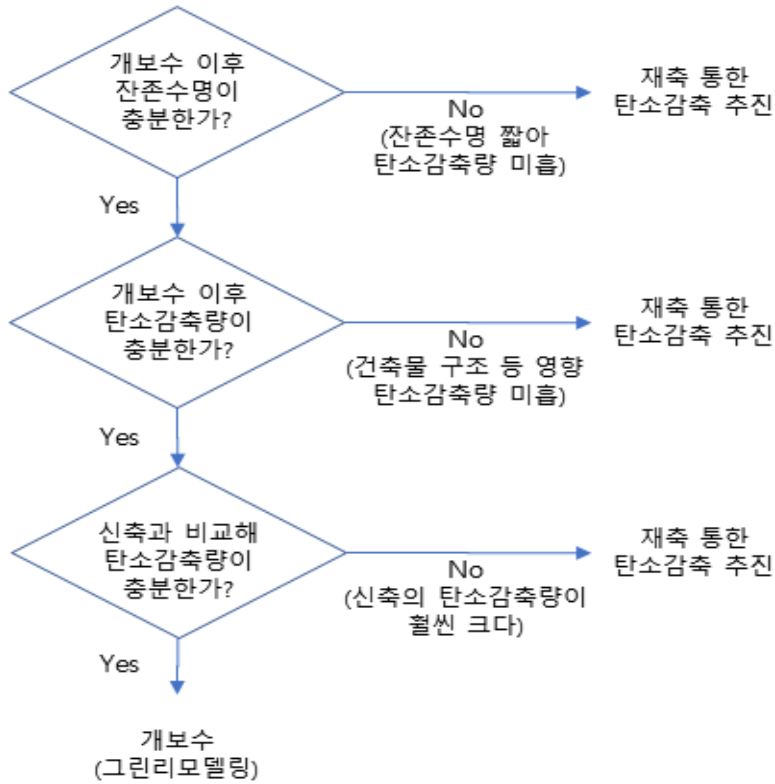 개보수 이후
잔존수명이
충분한가?
No
(잔존수명 짧아
탄소감축량 미흡)
재축 통한
탄소감축 추진
Yes
개보수 이후
탄소감축량이
충분한가?
No
(건축물 구조 등 영향
탄소감축량 미흡)
재축 통한
탄소감축 추진
Yes
신축과 비교해
탄소감축량이
충분한가?
No
(신축의 탄소감축량이
훨씬 크다)
재축 통한
탄소감축 추진
Yes
개보수
(그린리모델링)